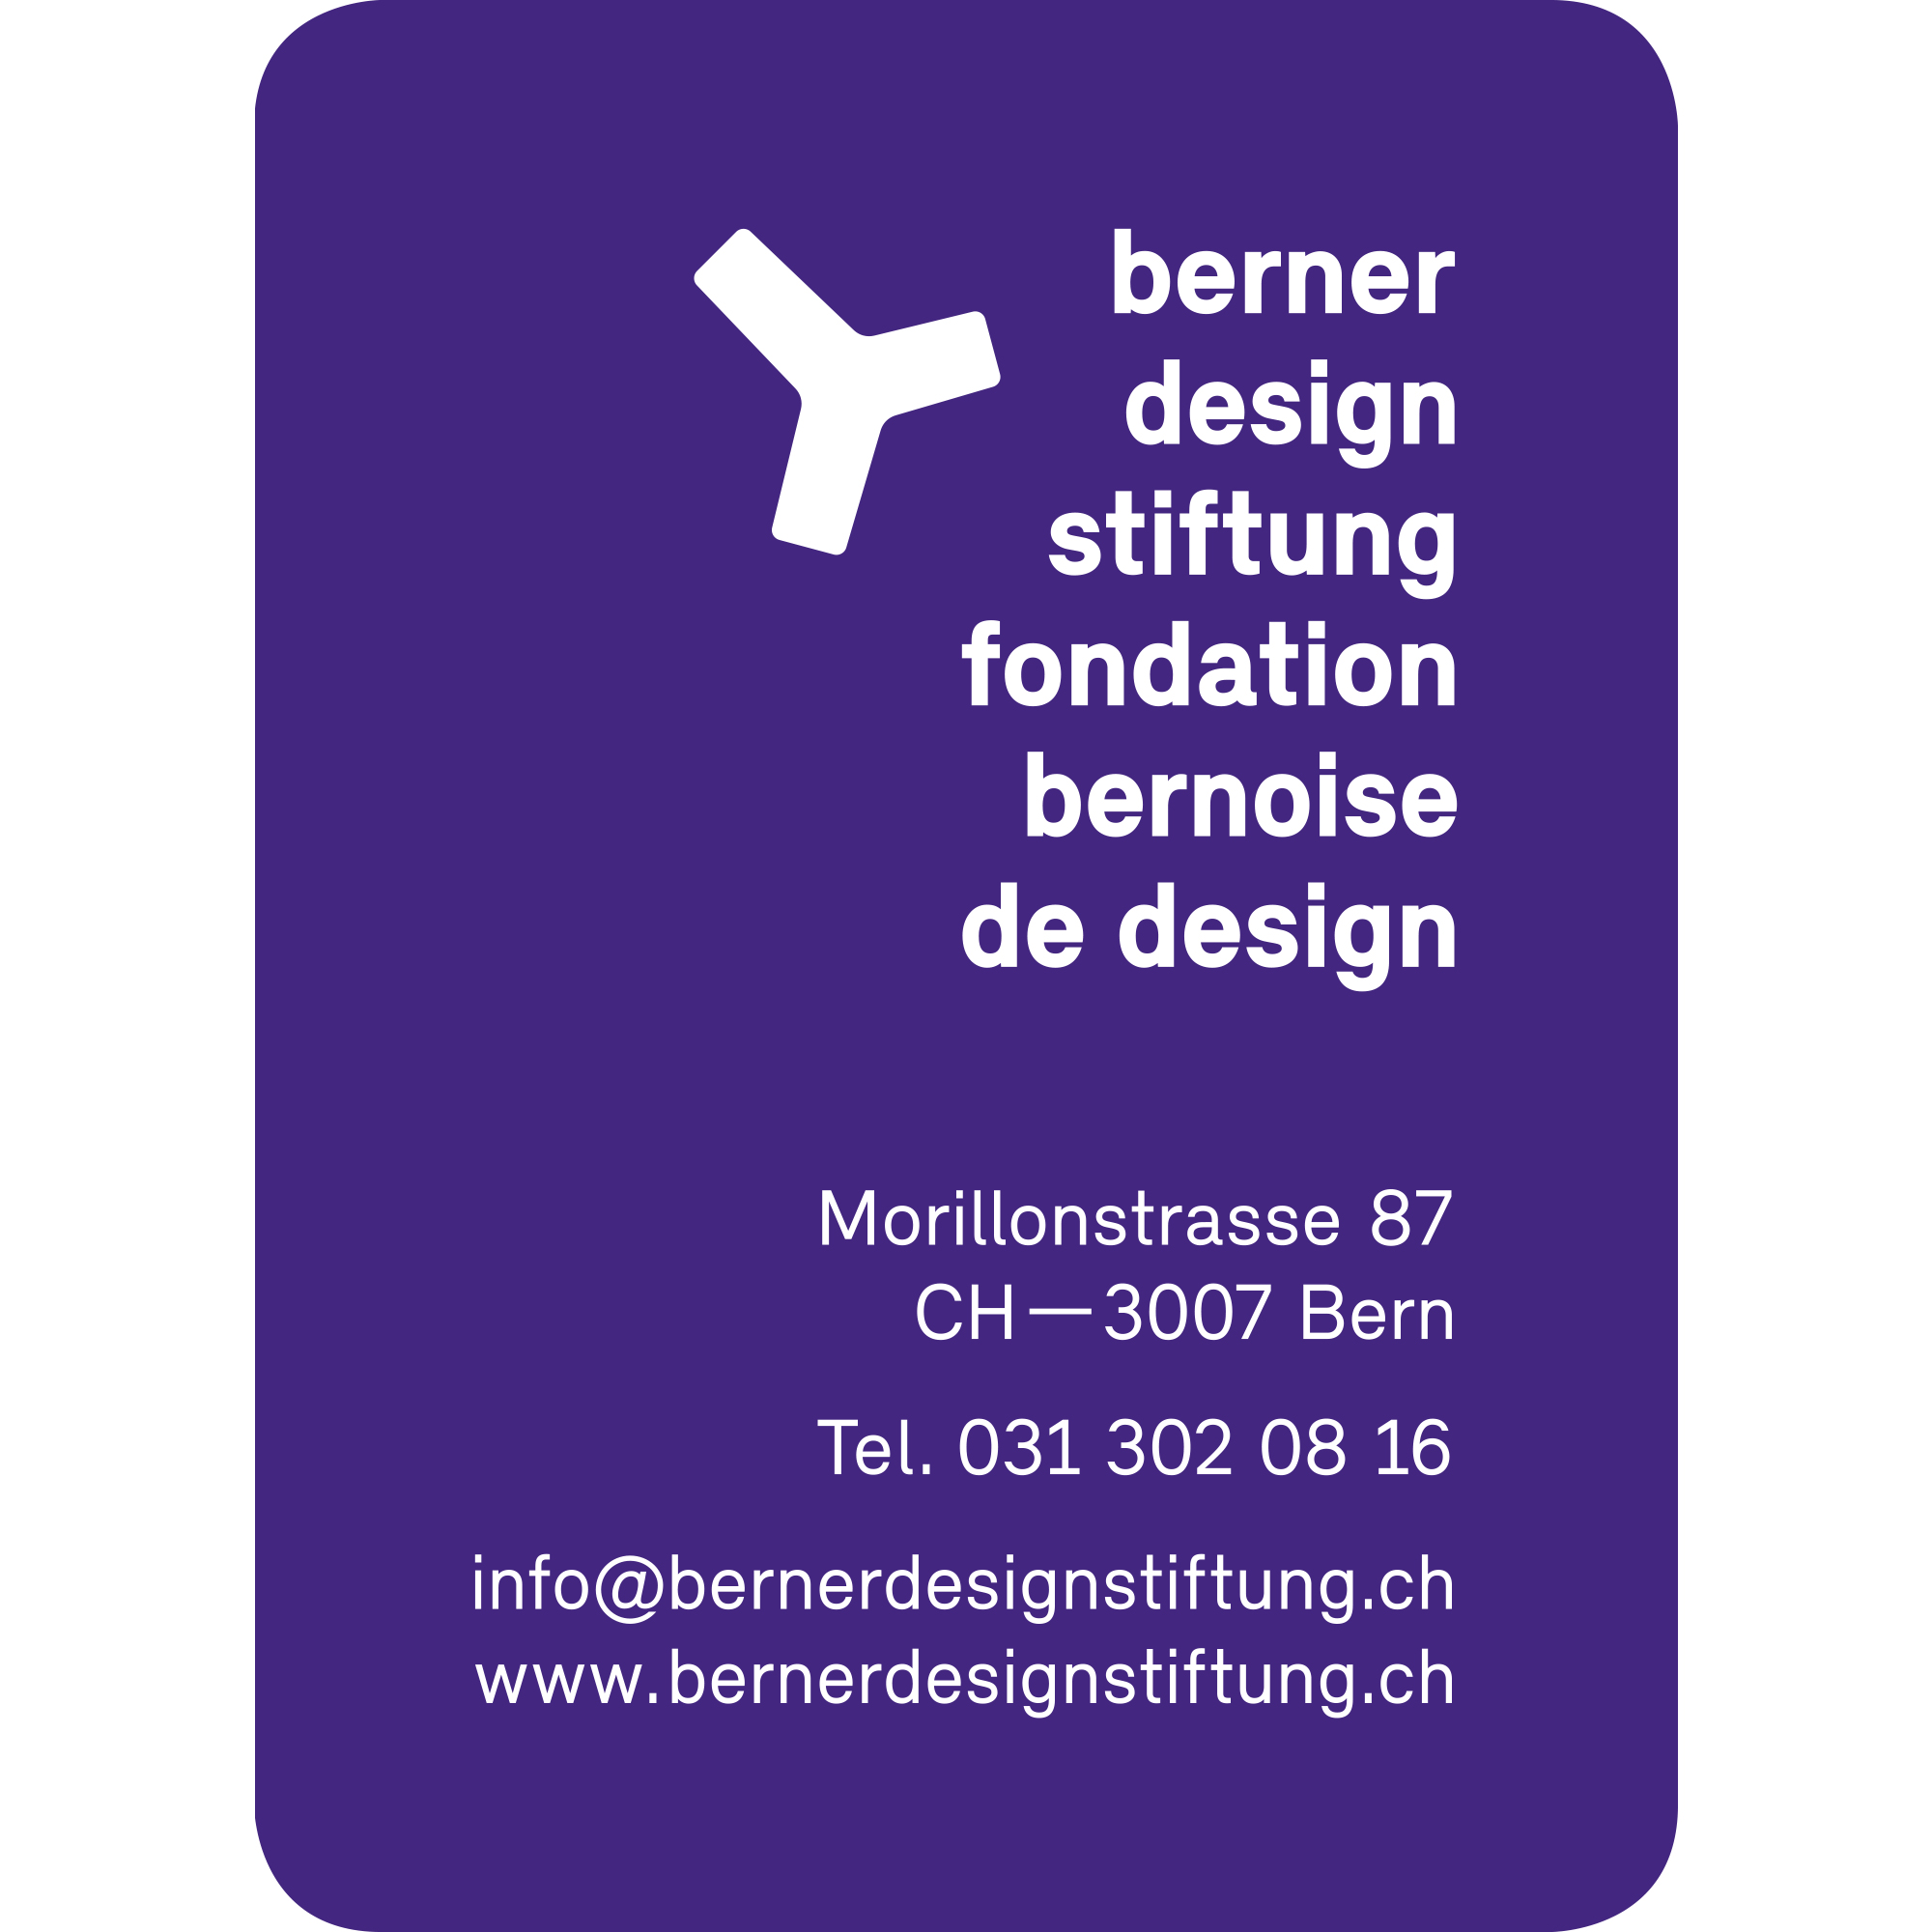 berner
design
stiftung
fondation
bernoise
de design
Morillonstrasse 87
CH—3007 Bern
Tel. 031 302 08 16
info@bernerdesignstiftung.ch
www.bernerdesignstiftung.ch